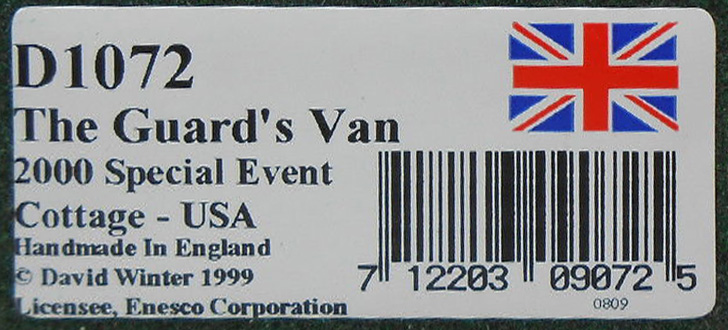 D1072
The Guard's Van
2000 Special Event
Cottage - USA
Handmade In England
© David Winter 1999
Licensee, Enesco Corporation
7 12203 09072 5
0809